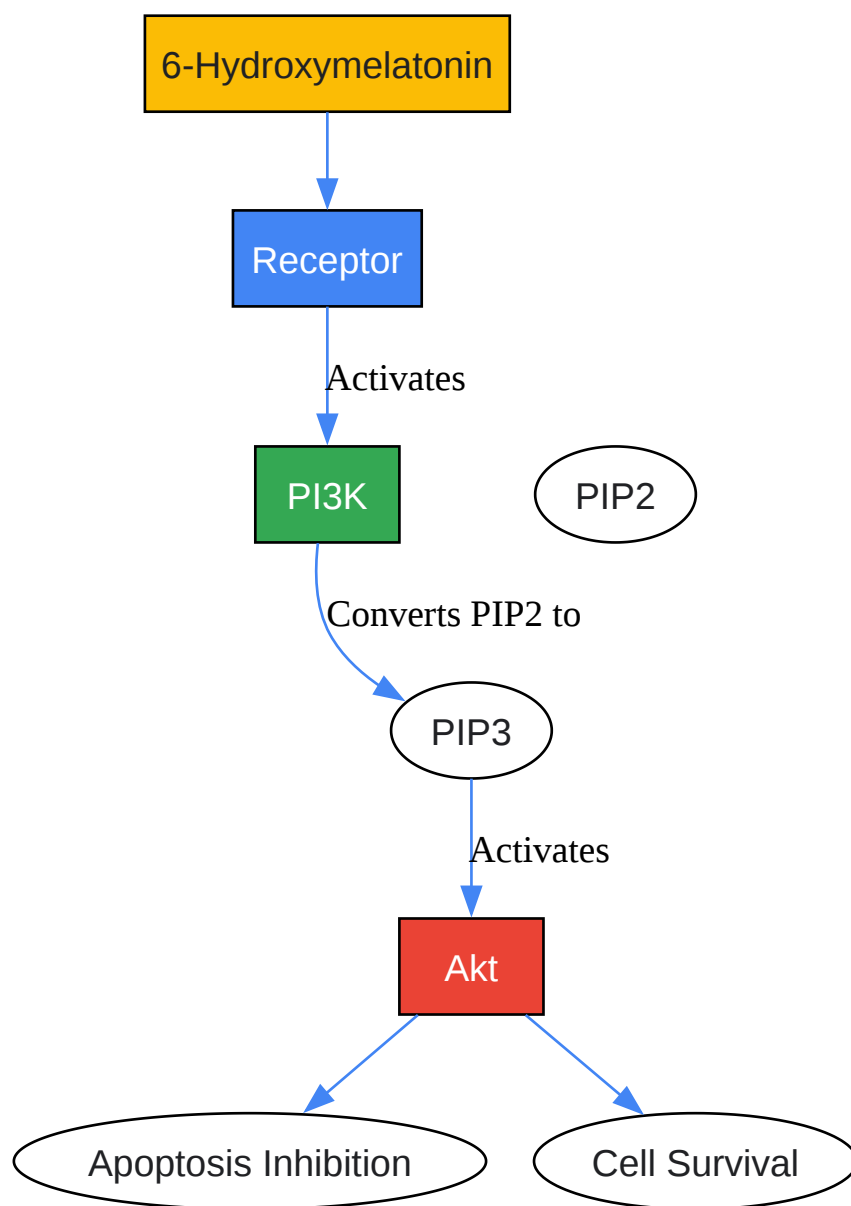 6-Hydroxymelatonin
Receptor
Activates
PI3K
PIP2
Converts PIP2 to
PIP3
Activates
Akt
Apoptosis Inhibition
Cell Survival